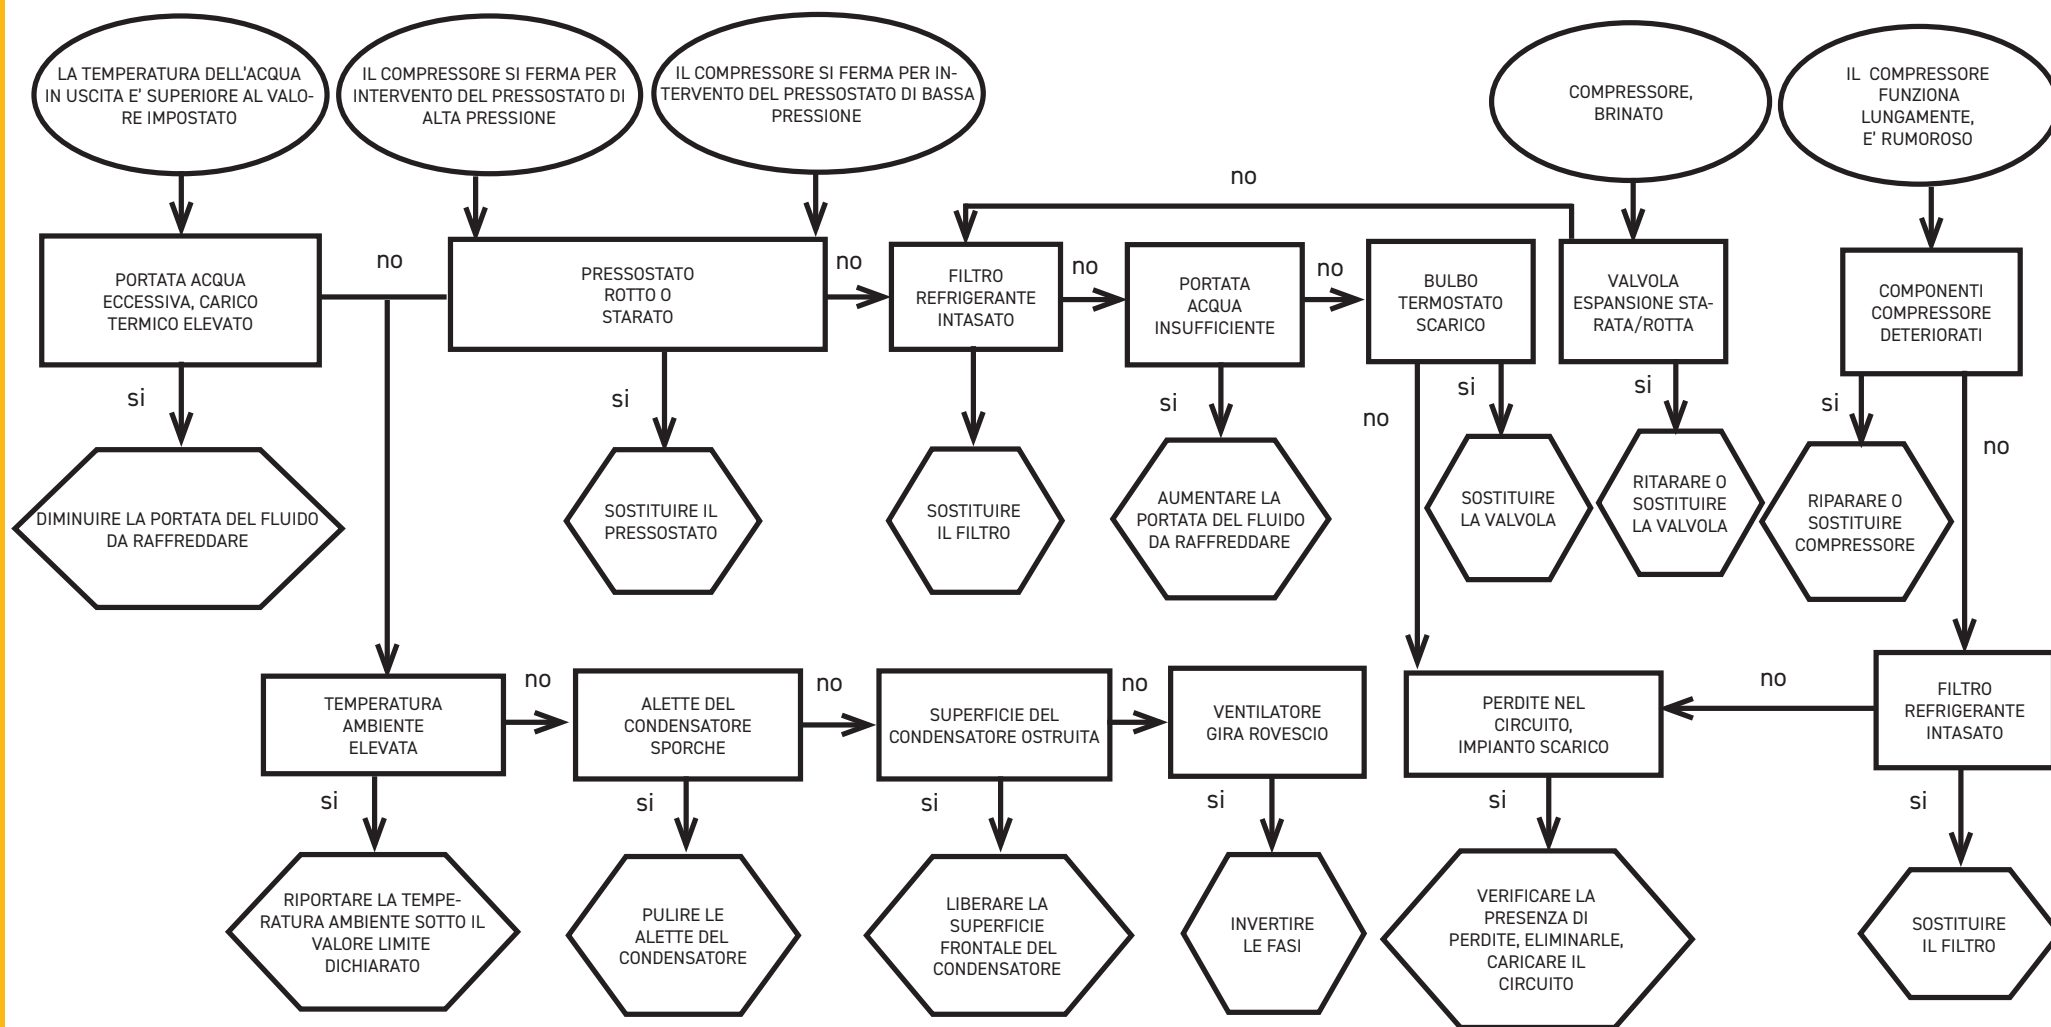 LA TEMPERATURA DELL'ACQUA
IN USCITA E' SUPERIORE AL VALO-
RE IMPOSTATO
IL COMPRESSORE SI FERMA PER
INTERVENTO DEL PRESSOSTATO DI
ALTA PRESSIONE
IL COMPRESSORE SI FERMA PER IN-
TERVENTO DEL PRESSOSTATO DI BASSA
PRESSIONE
COMPRESSORE,
BRINATO
IL COMPRESSORE
FUNZIONA
LUNGAMENTE,
E' RUMOROSO
no
PORTATA ACQUA
ECCESSIVA, CARICO
TERMICO ELEVATO
no
PRESSOSTATO
ROTTO O
STARATO
no
FILTRO
REFRIGERANTE
INTASATO
no
PORTATA
ACQUA
INSUFFICIENTE
no
BULBO
TERMOSTATO
SCARICO
VALVOLA
ESPANSIONE STA-
RATA/ROTTA
COMPONENTI
COMPRESSORE
DETERIORATI
si
si
si
no
si
si
si
no
DIMINUIRE LA PORTATA DEL FLUIDO
DA RAFFREDDARE
SOSTITUIRE IL
PRESSOSTATO
SOSTITUIRE
IL FILTRO
AUMENTARE LA
PORTATA DEL FLUIDO
DA RAFFREDDARE
SOSTITUIRE
LA VALVOLA
RITARARE O
SOSTITUIRE
LA VALVOLA
RIPARARE O
SOSTITUIRE
COMPRESSORE
TEMPERATURA
AMBIENTE
ELEVATA
no
ALETTE DEL
CONDENSATORE
SPORCHE
no
SUPERFICIE DEL
CONDENSATORE OSTRUITA
no
VENTILATORE
GIRA ROVESCIO
PERDITE NEL
CIRCUITO,
IMPIANTO SCARICO
no
FILTRO
REFRIGERANTE
INTASATO
si
si
si
si
si
si
RIPORTARE LA TEMPE-
RATURA AMBIENTE SOTTO IL
VALORE LIMITE
DICHIARATO
PULIRE LE
ALETTE DEL
CONDENSATORE
LIBERARE LA
SUPERFICIE
FRONTALE DEL
CONDENSATORE
INVERTIRE
LE FASI
VERIFICARE LA
PRESENZA DI
PERDITE, ELIMINARLE,
CARICARE IL
CIRCUITO
SOSTITUIRE
IL FILTRO